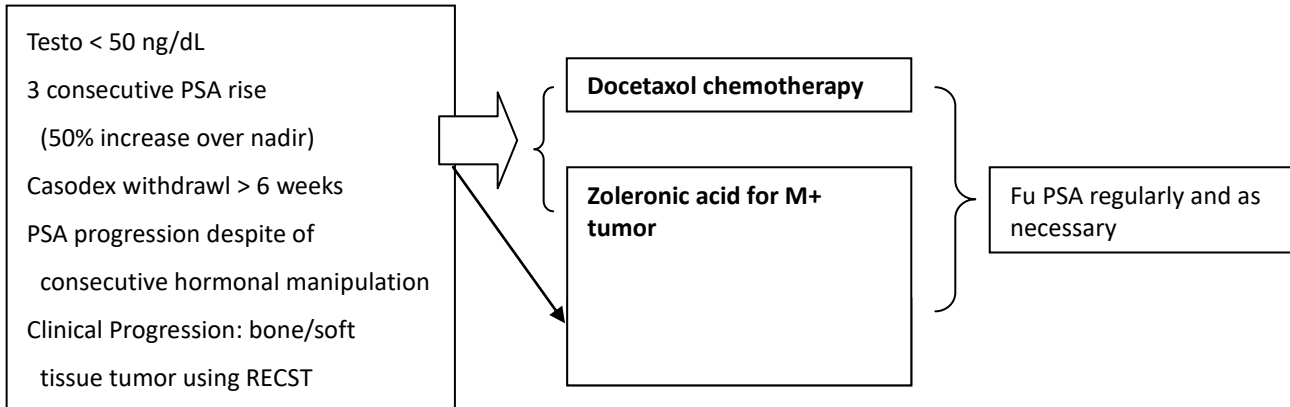 Testo < 50 ng/dL
3 consecutive PSA rise
(50% increase over nadir)
Casodex withdrawl > 6 weeks
PSA progression despite of
consecutive hormonal manipulation
Clinical Progression: bone/soft
tissue tumor using RECST
Docetaxol chemotherapy
Zoleronic acid for M+
tumor
Fu PSA regularly and as
necessary